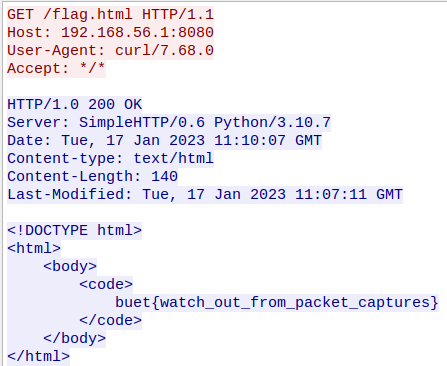 GET /flag.html HTTP/1.1
Host: 192.168.56.1:8080
User-Agent: curl/7.68.0
Accept: */*

HTTP/1.0 200 OK
Server: SimpleHTTP/0.6 Python/3.10.7
Date: Tue, 17 Jan 2023 11:10:07 GMT
Content-type: text/html
Content-Length: 140
Last-Modified: Tue, 17 Jan 2023 11:07:11 GMT

<!DOCTYPE html>
<html>
    <body>
        <code>
            buet{watch_out_from_packet_captures}
        </code>
    </body>
</html>